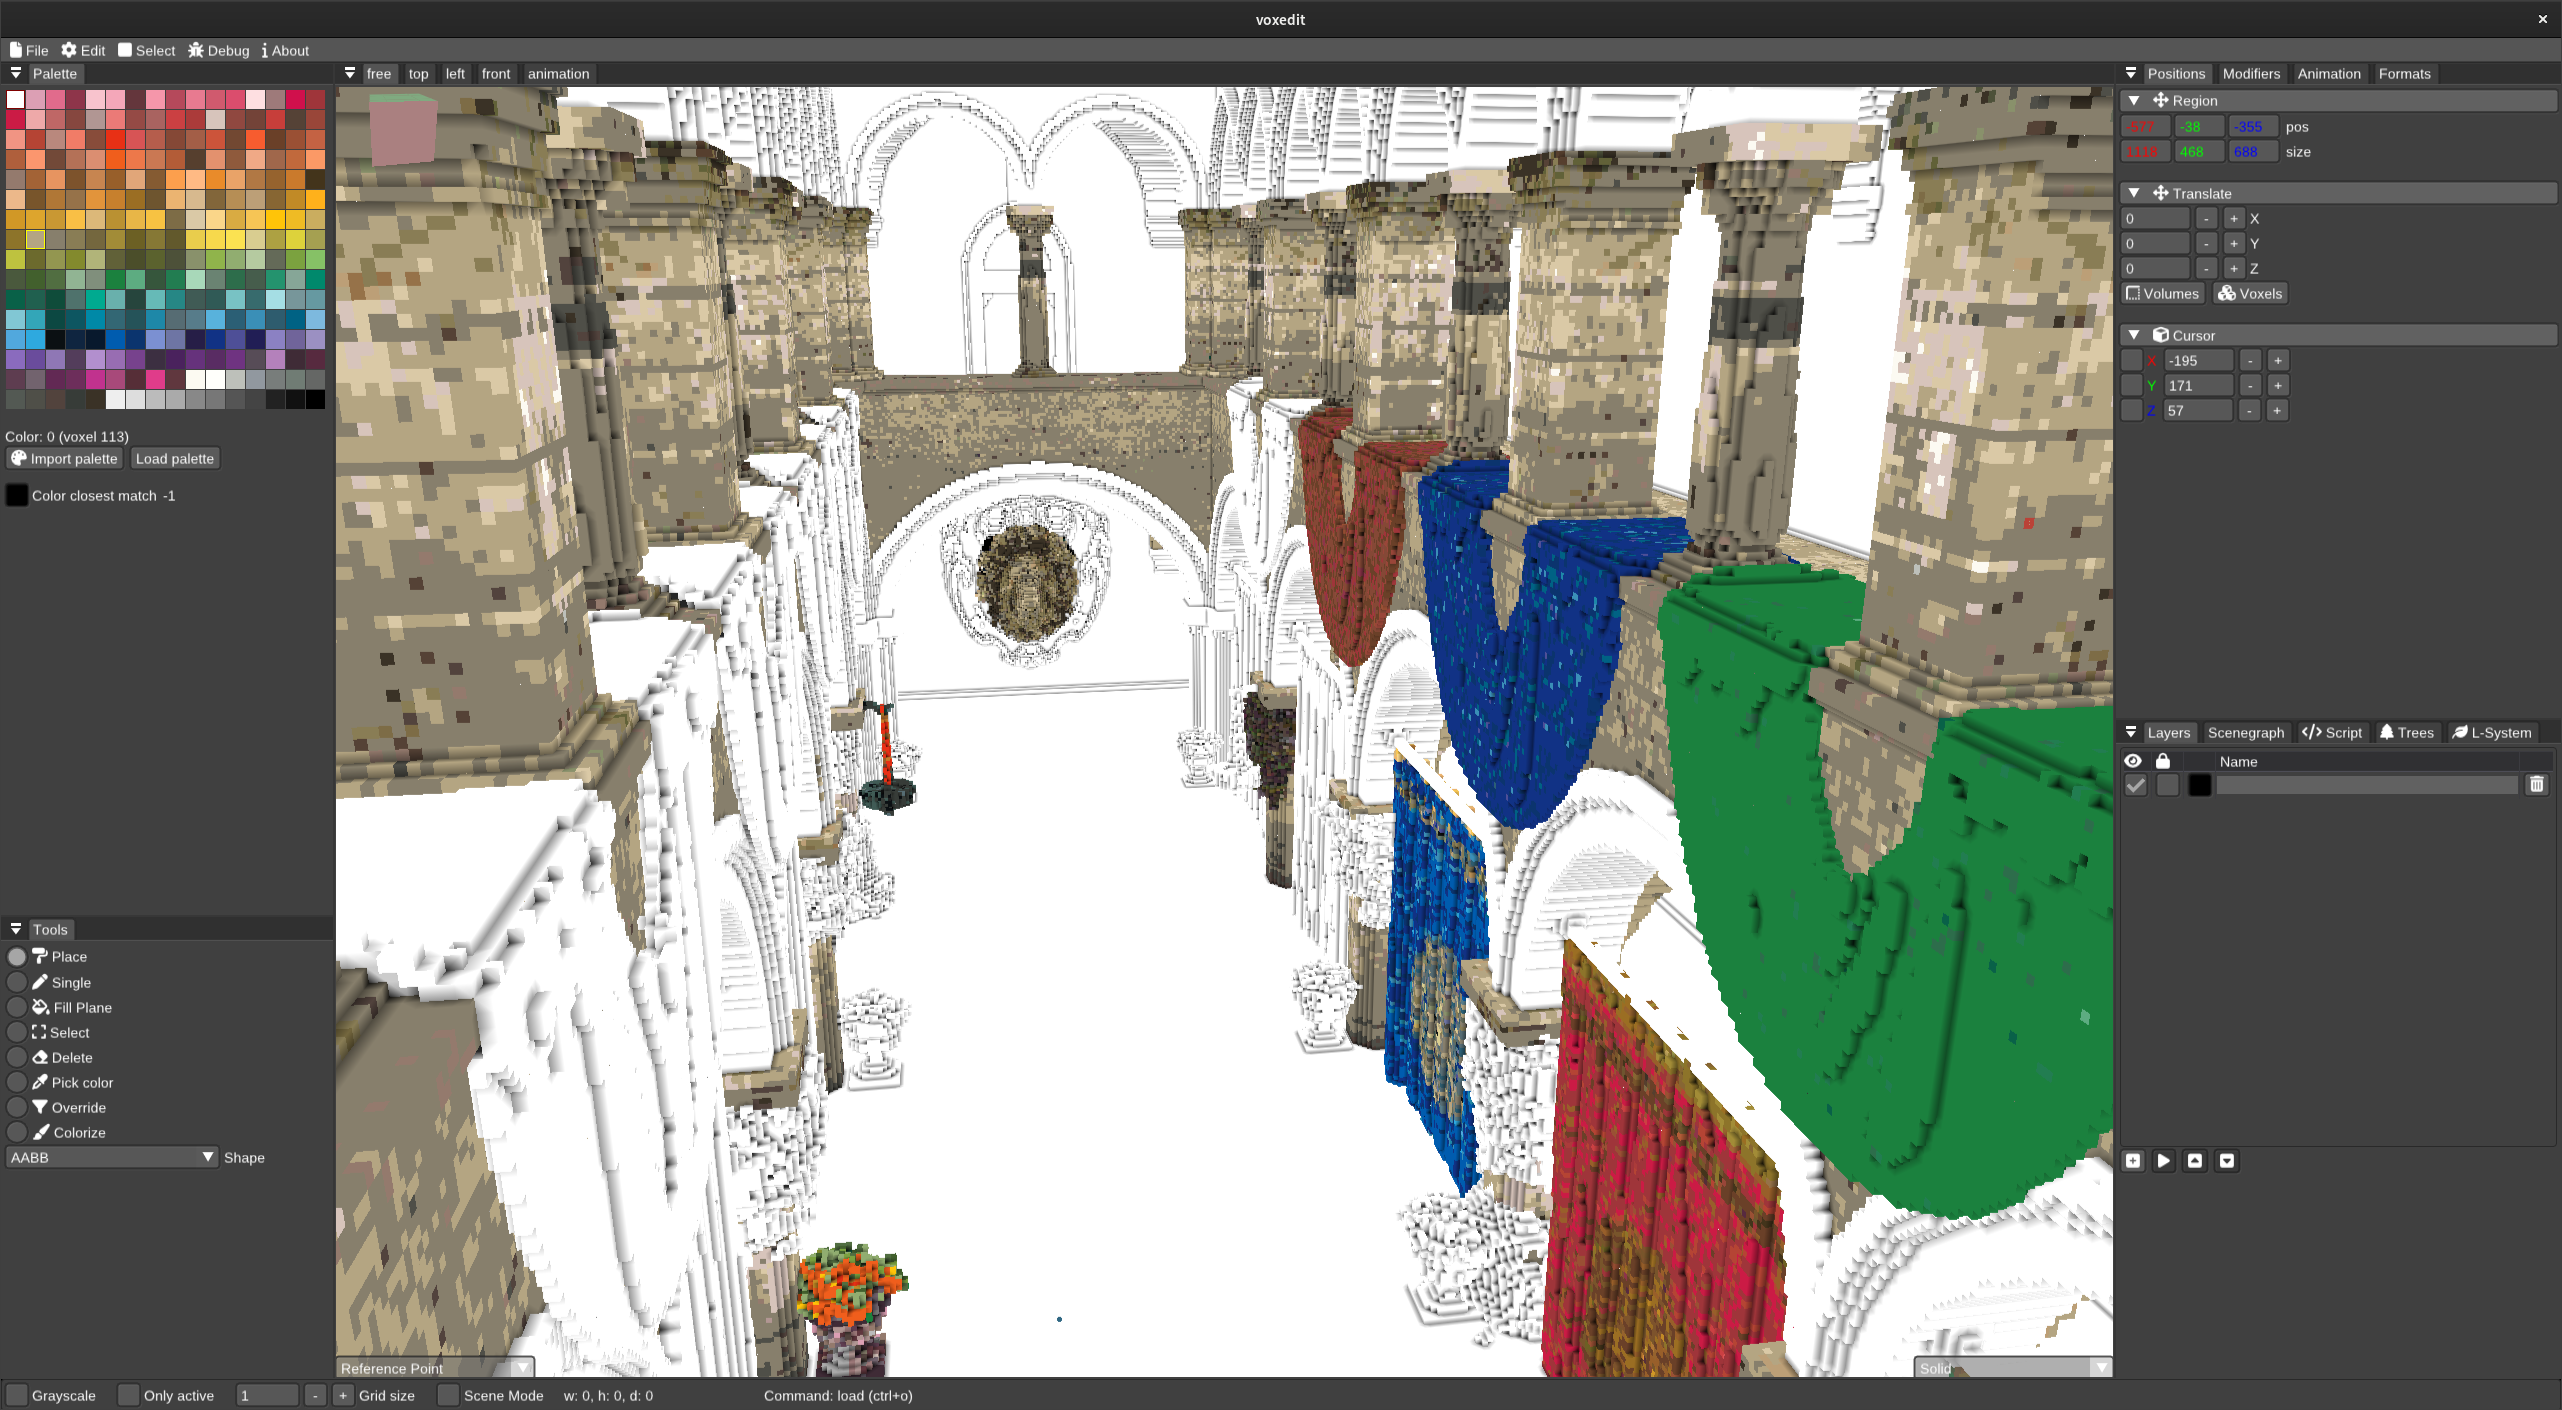 voxedit
File Edit Select Debug About
Palette
free top left front animation
Positions Modifiers Animation Formats
Region
-577 -38 -355 pos
1118 468 688 size
Translate
0 - + X
0 - + Y
0 - + Z
Volumes Voxels
Cursor
X -195 - +
Y 171 - +
Z 57 - +
Color: 0 (voxel 113)
Import palette Load palette
Color closest match -1
Layers Scenegraph Script Trees L-System
Name
Tools
Place
Single
Fill Plane
Select
Delete
Pick color
Override
Colorize
AABB Shape
Reference Point
Solid
Grayscale Only active 1 - + Grid size Scene Mode w: 0, h: 0, d: 0 Command: load (ctrl+o)